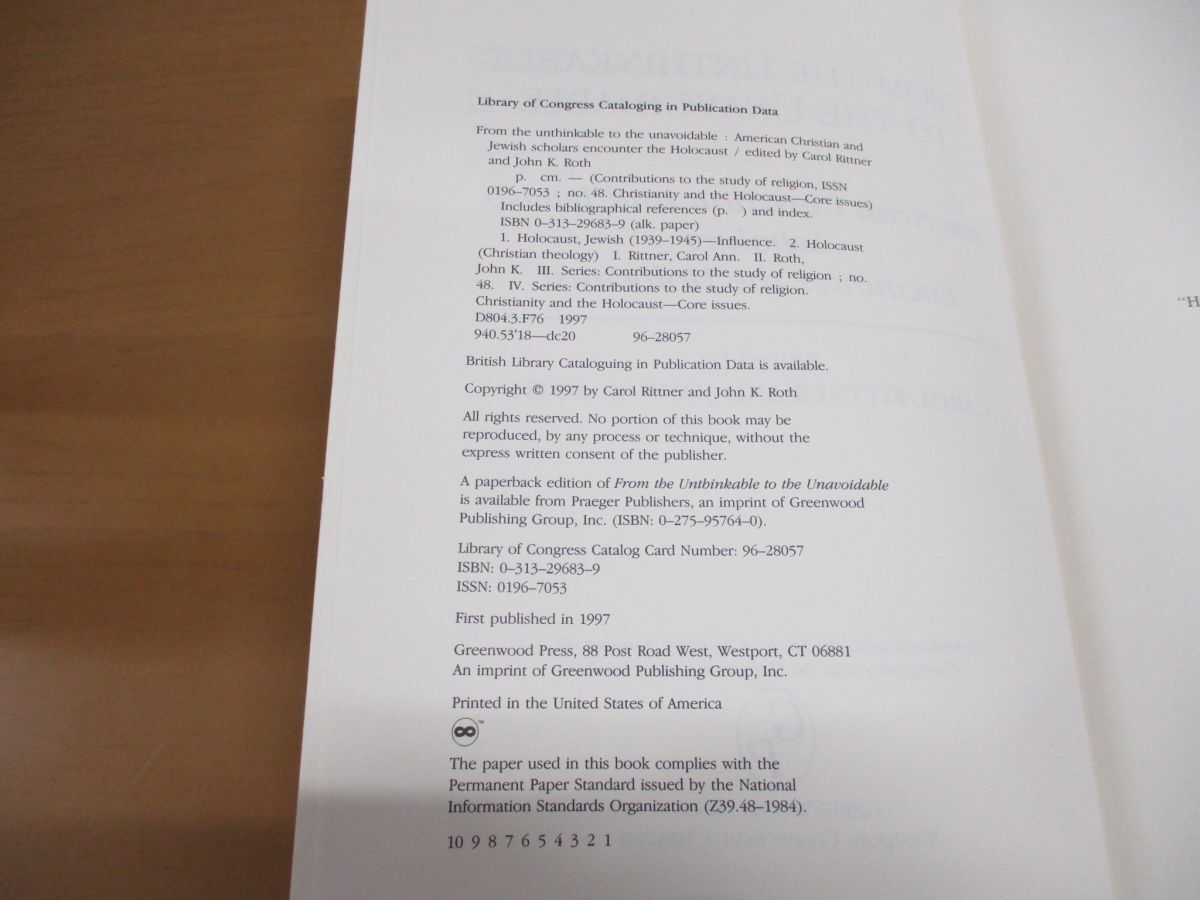 Library of Congress Cataloging in Publication Data
From the unthinkable to the unavoidable : American Christian and
Jewish scholars encounter the Holocaust / edited by Carol Rittner
and John K. Roth
p. cm. — (Contributions to the study of religion, ISSN
0196–7053 ; no. 48. Christianity and the Holocaust—Core issues)
Includes bibliographical references (p. ) and index.
ISBN 0–313–29683–9 (alk. paper)
1. Holocaust, Jewish (1939–1945)—Influence. 2. Holocaust
(Christian theology) I. Rittner, Carol Ann. II. Roth,
John K. III. Series: Contributions to the study of religion ; no.
48. IV. Series: Contributions to the study of religion.
Christianity and the Holocaust—Core issues.
D804.3.F76 1997
940.53'18—dc20 96–28057
British Library Cataloguing in Publication Data is available.
Copyright © 1997 by Carol Rittner and John K. Roth
All rights reserved. No portion of this book may be
reproduced, by any process or technique, without the
express written consent of the publisher.
A paperback edition of From the Unthinkable to the Unavoidable
is available from Praeger Publishers, an imprint of Greenwood
Publishing Group, Inc. (ISBN: 0–275–95764–0).
Library of Congress Catalog Card Number: 96–28057
ISBN: 0–313–29683–9
ISSN: 0196–7053
First published in 1997
Greenwood Press, 88 Post Road West, Westport, CT 06881
An imprint of Greenwood Publishing Group, Inc.
Printed in the United States of America
™
The paper used in this book complies with the
Permanent Paper Standard issued by the National
Information Standards Organization (Z39.48–1984).
10 9 8 7 6 5 4 3 2 1
"H